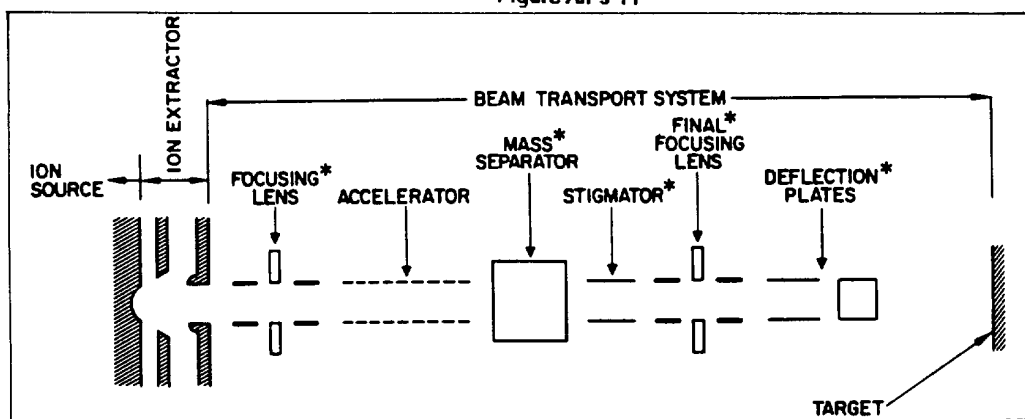 Figure
ION EXTRACTOR
BEAM TRANSPORT SYSTEM
ION
SOURCE
FOCUSING*
LENS
ACCELERATOR
MASS*
SEPARATOR
STIGMATOR*
FINAL*
FOCUSING
LENS
DEFLECTION*
PLATES
TARGET